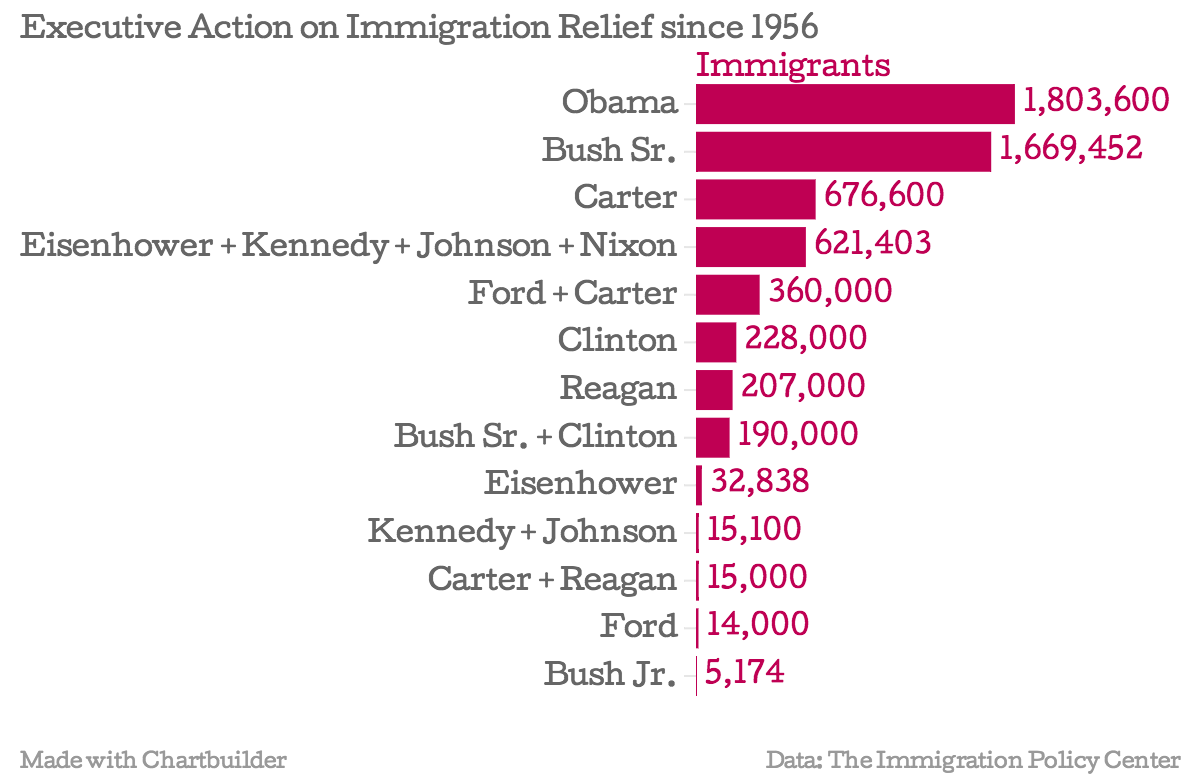 Executive Action on Immigration Relief since 1956
Immigrants
Obama 1,803,600
Bush Sr. 1,669,452
Carter 676,600
Eisenhower + Kennedy + Johnson + Nixon 621,403
Ford + Carter 360,000
Clinton 228,000
Reagan 207,000
Bush Sr. + Clinton 190,000
Eisenhower 32,838
Kennedy + Johnson 15,100
Carter + Reagan 15,000
Ford 14,000
Bush Jr. 5,174
Made with Chartbuilder Data: The Immigration Policy Center